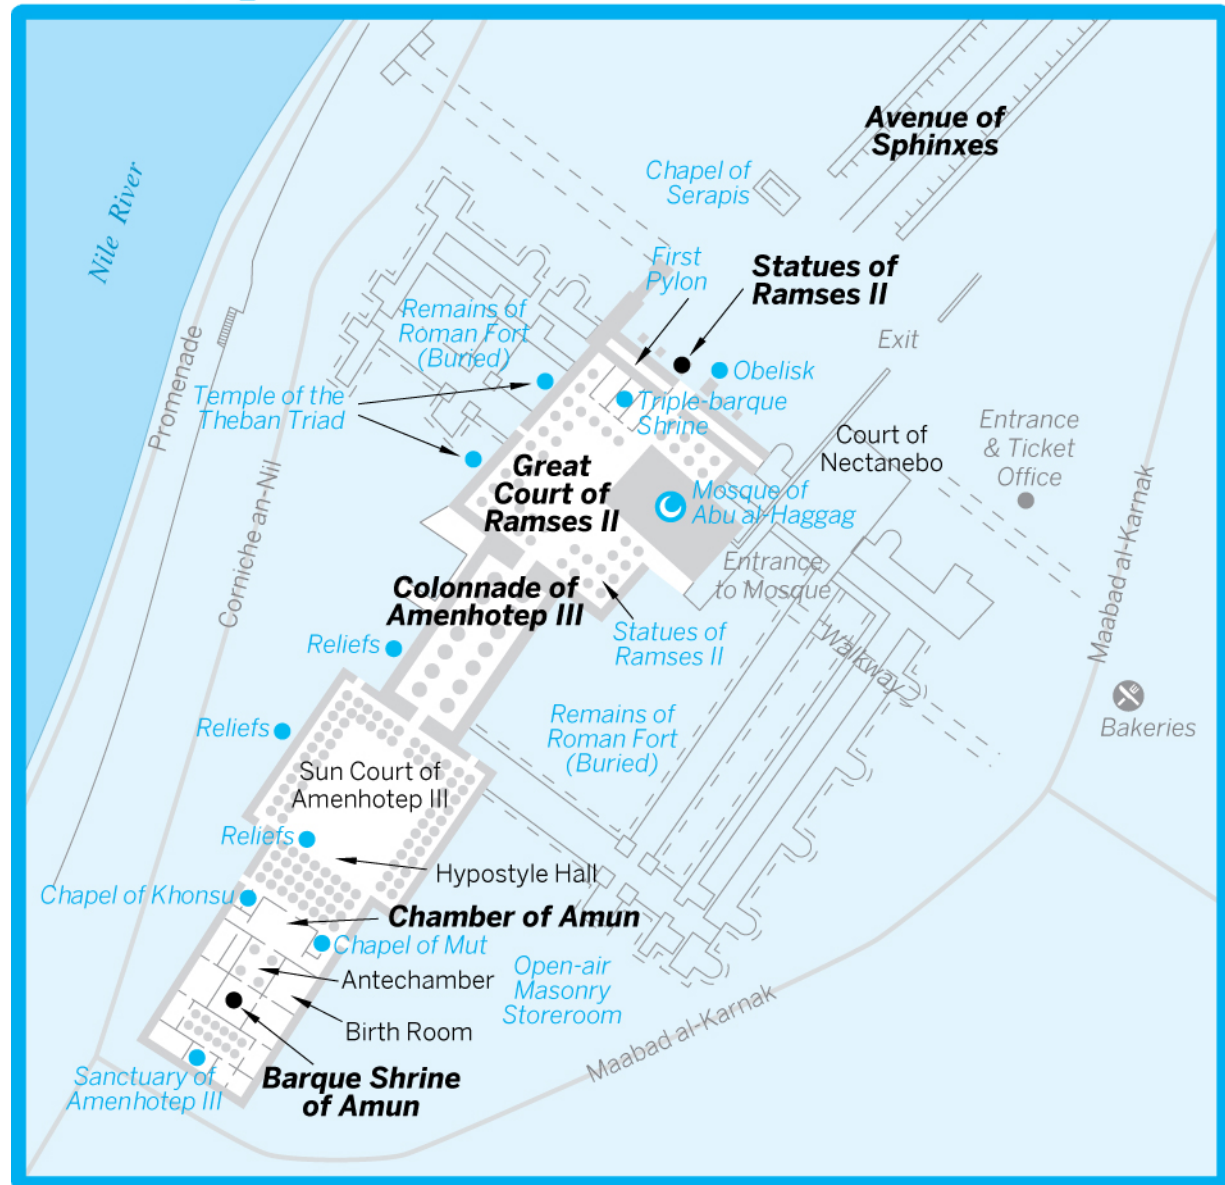 Avenue of
Sphinxes
Chapel of
Serapis
Nile River
First
Pylon
Statues of
Ramses II
Remains of
Roman Fort
(Buried)
Exit
Promenade
Obelisk
Temple of the
Theban Triad
Triple-barque
Shrine
Court of
Nectanebo
Entrance
& Ticket
Office
Great
Court of
Ramses II
Mosque of
Abu al-Haggag
Corniche an-Nil
Maabad al-Karnak
Entrance
to Mosque
Colonnade of
Amenhotep III
Reliefs
Statues of
Ramses II
Walkway
Reliefs
Remains of
Roman Fort
(Buried)
Bakeries
Sun Court of
Amenhotep III
Reliefs
Hypostyle Hall
Chapel of Khonsu
Chamber of Amun
Chapel of Mut
Antechamber
Open-air
Masonry
Storeroom
Birth Room
Maabad al-Karnak
Sanctuary of
Amenhotep III
Barque Shrine
of Amun